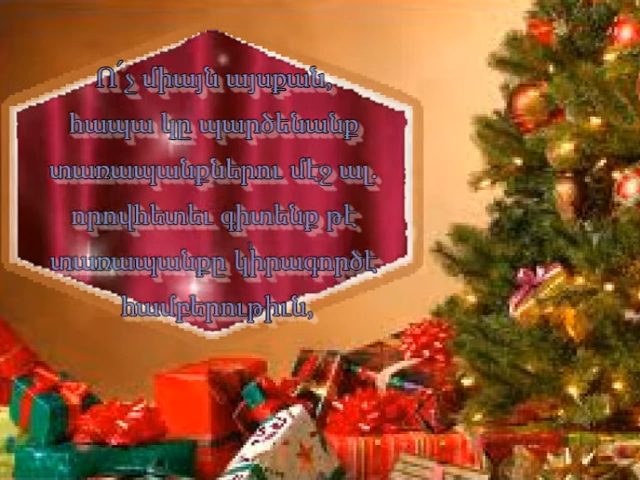 Ո՛չ միայն այսքան,
հապա կը պարծենանք
տառապանքներու մէջ ալ.
որովհետեւ գիտենք թէ
տառապանքը կ՚իրագործէ
համբերութիւն,